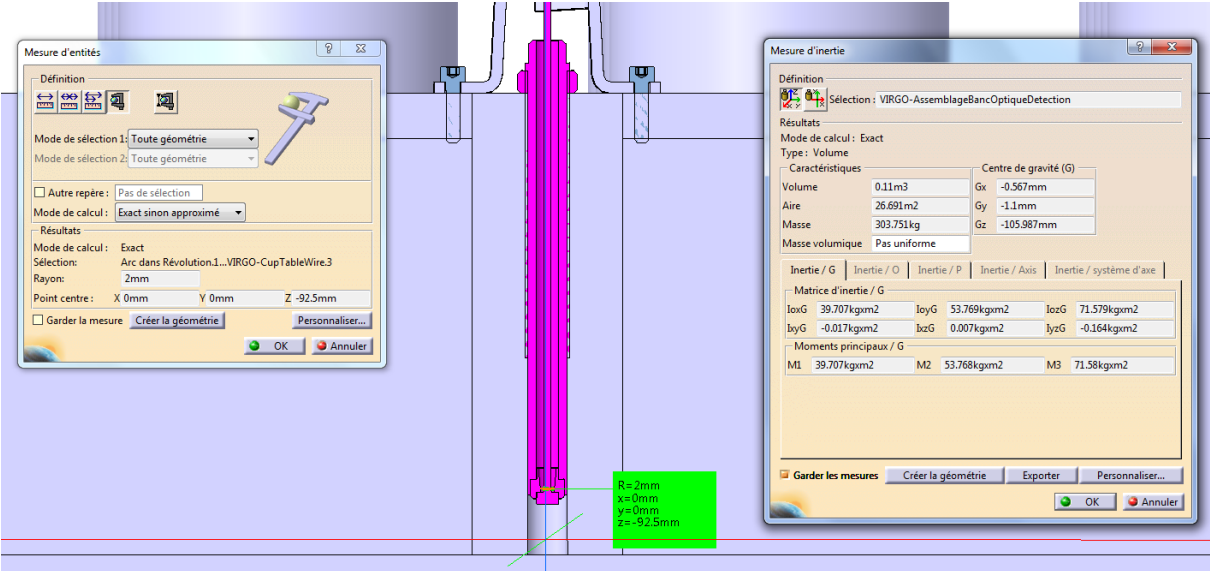 Mesure d'entités
Définition
Mode de sélection 1: Toute géométrie
Mode de sélection 2: Toute géométrie
Autre repère : Pas de sélection
Mode de calcul : Exact sinon approximé
Résultats
Mode de calcul : Exact
Sélection: Arc dans Révolution.1...VIRGO-CupTableWire.3
Rayon: 2mm
Point centre : X 0mm Y 0mm Z -92.5mm
Garder la mesure Créer la géométrie Personnaliser...
OK Annuler
R=2mm
x=0mm
y=0mm
z=-92.5mm
Mesure d'inertie
Définition
Sélection : VIRGO-AssemblageBancOptiqueDetection
Résultats
Mode de calcul : Exact
Type : Volume
Caractéristiques Centre de gravité (G)
Volume 0.11m3 Gx -0.567mm
Aire 26.691m2 Gy -1.1mm
Masse 303.751kg Gz -105.987mm
Masse volumique Pas uniforme
Inertie / G Inertie / O Inertie / P Inertie / Axis Inertie / système d'axe
Matrice d'inertie / G
IoxG 39.707kgxm2 IoyG 53.769kgxm2 IozG 71.579kgxm2
IxyG -0.017kgxm2 IxzG 0.007kgxm2 IyzG -0.164kgxm2
Moments principaux / G
M1 39.707kgxm2 M2 53.768kgxm2 M3 71.58kgxm2
Garder les mesures Créer la géométrie Exporter Personnaliser...
OK Annuler